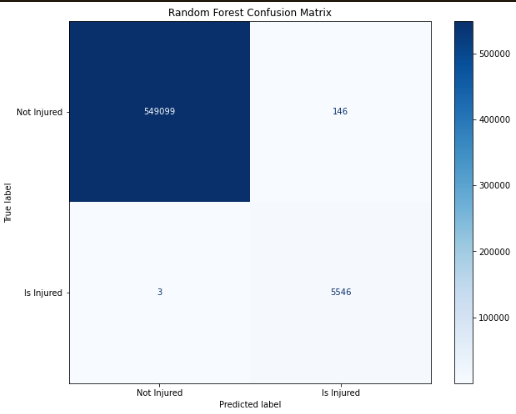 Random Forest Confusion Matrix
Not Injured
549099
146
Is Injured
3
5546
Not Injured
Is Injured
True label
Predicted label
500000
400000
300000
200000
100000